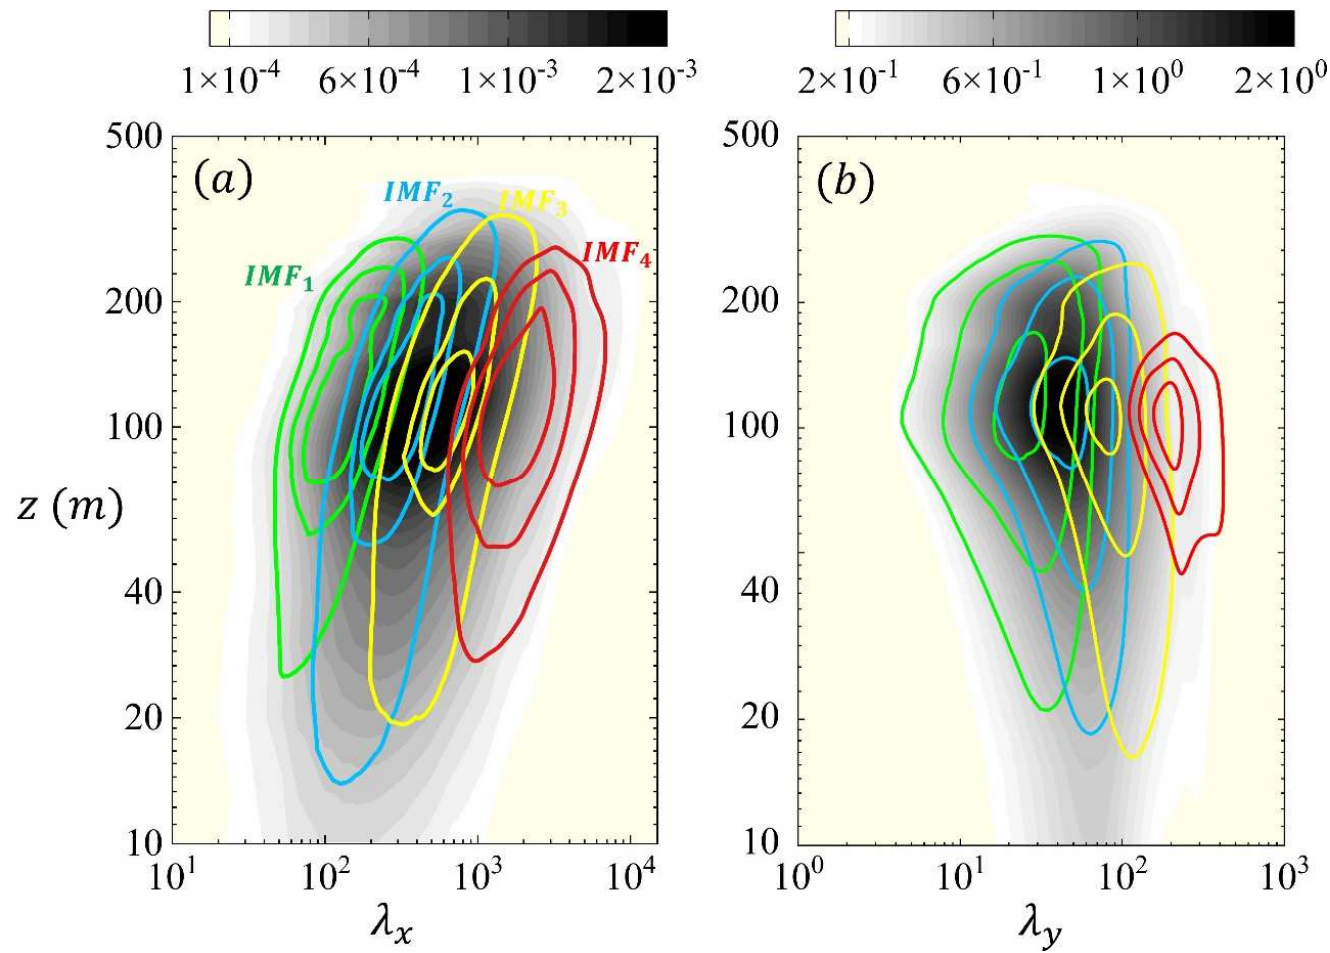 1×10⁻⁴ 6×10⁻⁴ 1×10⁻³ 2×10⁻³
2×10⁻¹ 6×10⁻¹ 1×10⁰ 2×10⁰
(a)
IMF₁
IMF₂
IMF₃
IMF₄
500
200
100
40
20
10
z (m)
10¹ 10² 10³ 10⁴
λₓ
(b)
500
200
100
40
20
10
10⁰ 10¹ 10² 10³
λ_y